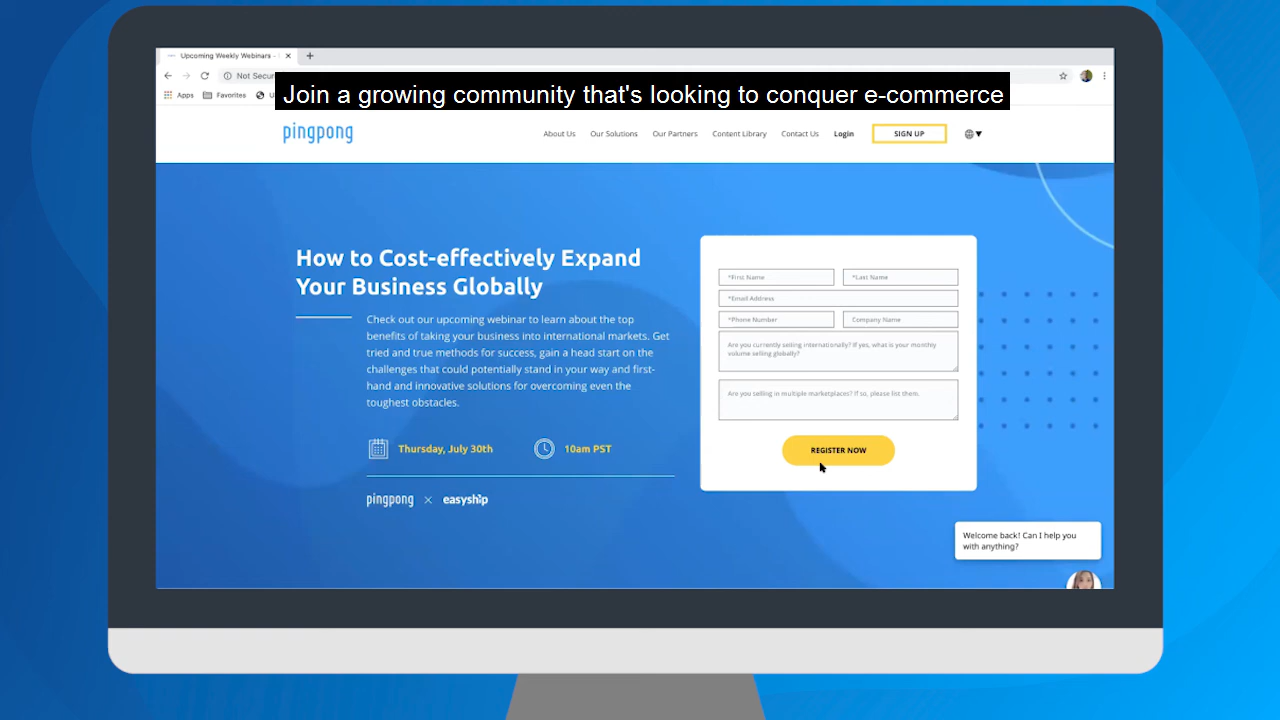 Upcoming Weekly Webinars -
Not Secur
Join a growing community that's looking to conquer e-commerce
Apps
Favorites
pingpong
About Us
Our Solutions
Our Partners
Content Library
Contact Us
Login
SIGN UP
How to Cost-effectively Expand
Your Business Globally
Check out our upcoming webinar to learn about the top
benefits of taking your business into international markets. Get
tried and true methods for success, gain a head start on the
challenges that could potentially stand in your way and first-
hand and innovative solutions for overcoming even the
toughest obstacles.
Thursday, July 30th
10am PST
pingpong × easyship
*First Name
*Last Name
*Email Address
*Phone Number
Company Name
Are you currently selling internationally? If yes, what is your monthly
volume selling globally?
Are you selling in multiple marketplaces? If so, please list them.
REGISTER NOW
Welcome back! Can I help you
with anything?